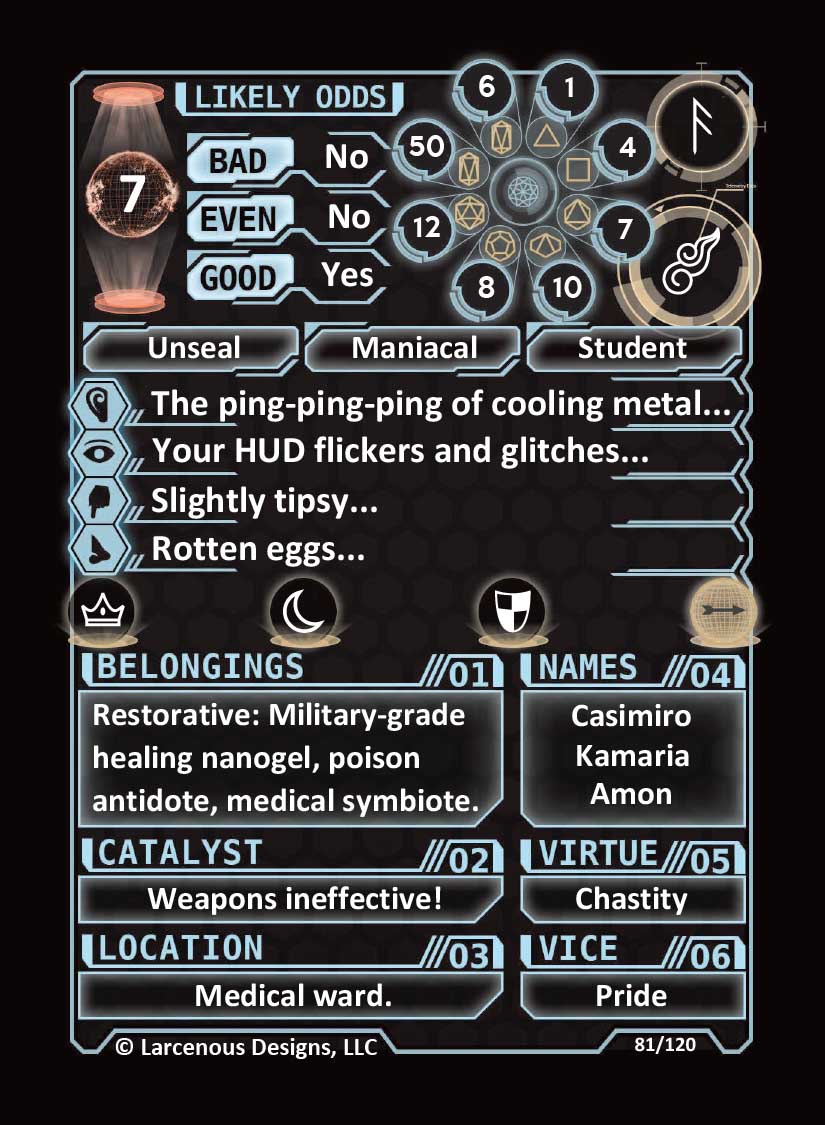 LIKELY ODDS
7
BAD No
EVEN No
GOOD Yes
6
1
50
4
12
7
8
10
Unseal
Maniacal
Student
The ping-ping-ping of cooling metal...
Your HUD flickers and glitches...
Slightly tipsy...
Rotten eggs...
BELONGINGS ///01
Restorative: Military-grade
healing nanogel, poison
antidote, medical symbiote.
NAMES ///04
Casimiro
Kamaria
Amon
CATALYST ///02
Weapons ineffective!
VIRTUE ///05
Chastity
LOCATION ///03
Medical ward.
VICE ///06
Pride
© Larcenous Designs, LLC
81/120